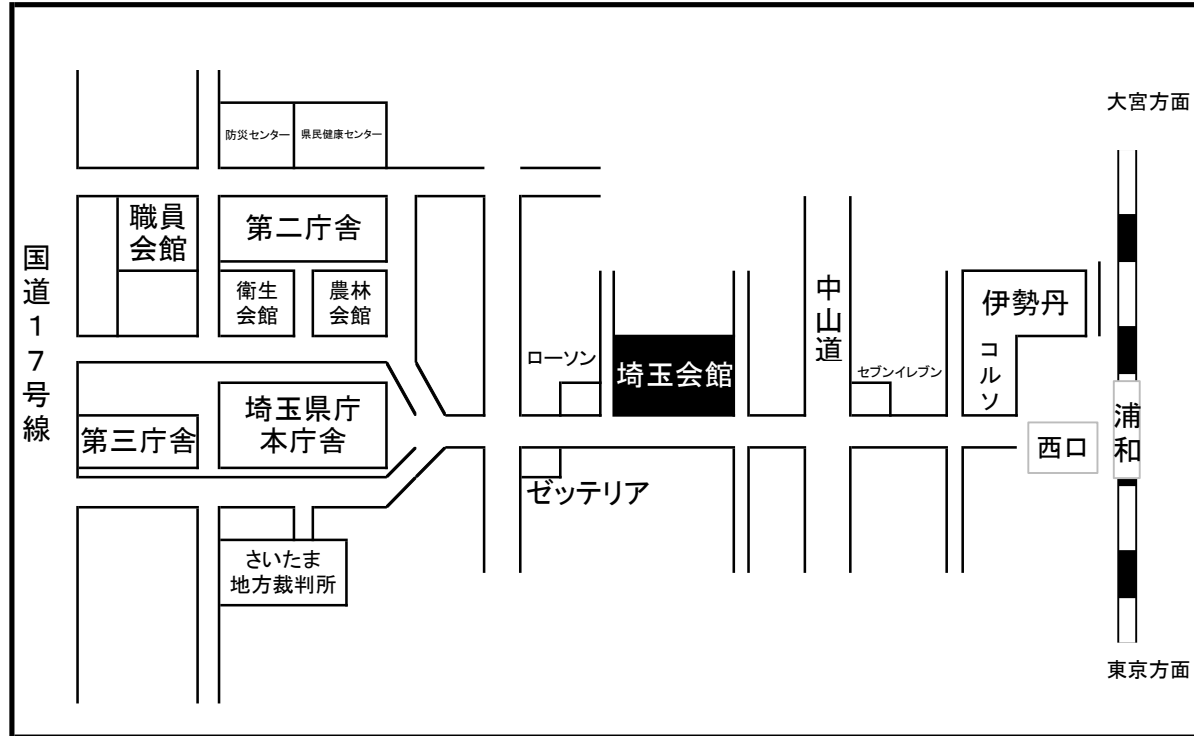 大宮方面
防災センター
県民健康センター
職員
会館
第二庁舎
国道17号線
衛生
会館
農林
会館
中山道
伊勢丹
コルソ
ローソン
埼玉会館
セブンイレブン
埼玉県庁
本庁舎
第三庁舎
浦和
西口
ゼッテリア
さいたま
地方裁判所
東京方面